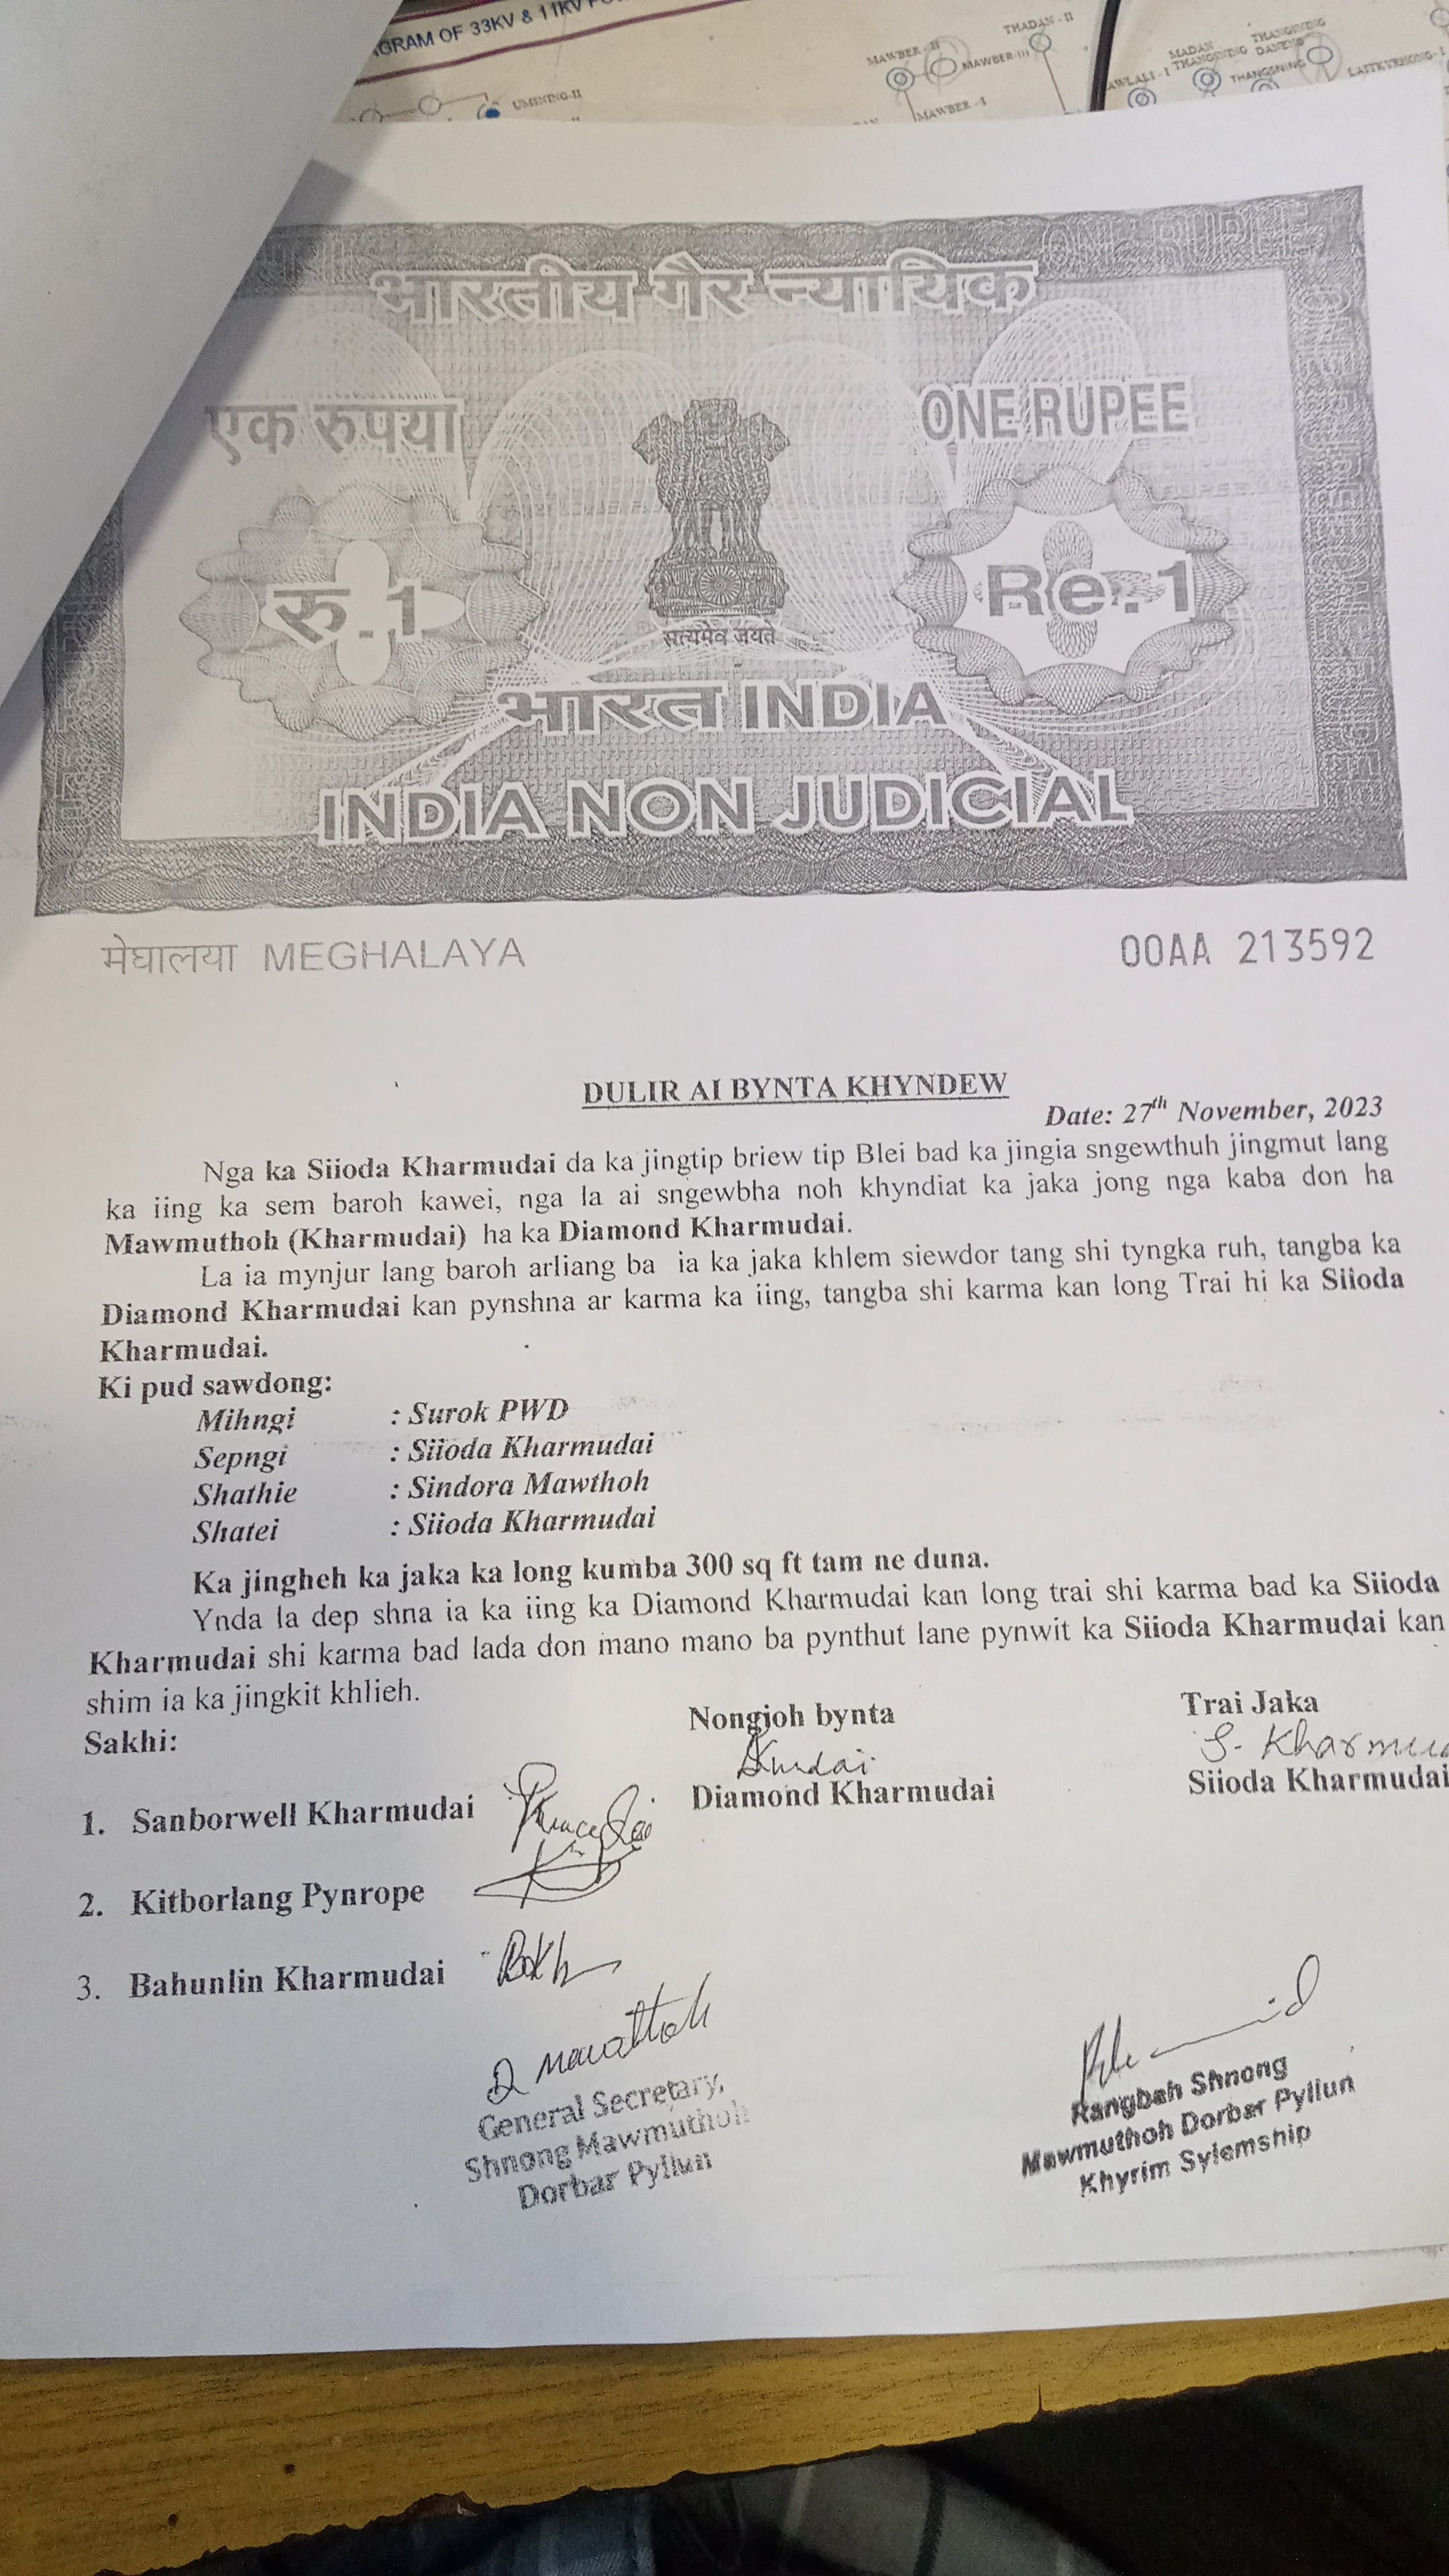 GRAM OF 33KV & 11KV
THADAN - II
MAWBER - II
MAWBER-III
MAWBER - I
MADAN
THANGSNING
THANGSNING
LAITKYRHONG-I
UMSNING-II
भारतीय गैर न्यायिक
एक रुपया
ONE RUPEE
रु.1
Re.1
सत्यमेव जयते
भारत INDIA
INDIA NON JUDICIAL
मेघालया MEGHALAYA
00AA 213592
DULIR AI BYNTA KHYNDEW
Date: 27th November, 2023
Nga ka Siioda Kharmudai da ka jingtip briew tip Blei bad ka jingia sngewthuh jingmut lang
ka iing ka sem baroh kawei, nga la ai sngewbha noh khyndiat ka jaka jong nga kaba don ha
Mawmuthoh (Kharmudai) ha ka Diamond Kharmudai.
La ia mynjur lang baroh arliang ba ia ka jaka khlem siewdor tang shi tyngka ruh, tangba ka
Diamond Kharmudai kan pynshna ar karma ka iing, tangba shi karma kan long Trai hi ka Siioda
Kharmudai.
Ki pud sawdong:
Mihngi : Surok PWD
Sepngi : Siioda Kharmudai
Shathie : Sindora Mawthoh
Shatei : Siioda Kharmudai
Ka jingheh ka jaka ka long kumba 300 sq ft tam ne duna.
Ynda la dep shna ia ka iing ka Diamond Kharmudai kan long trai shi karma bad ka Siioda
Kharmudai shi karma bad lada don mano mano ba pynthut lane pynwit ka Siioda Kharmudai kan
shim ia ka jingkit khlieh.
Sakhi:
Nongioh bynta
Trai Jaka
S. Kharmu
Diamond Kharmudai
Siioda Kharmudai
1. Sanborwell Kharmudai
2. Kitborlang Pynrope
3. Bahunlin Kharmudai
General Secretary,
Shnong Mawmuthoh
Dorbar Pyllun
Rangbah Shnong
Mawmuthoh Dorbar Pyllun
Khyrim Syiemship